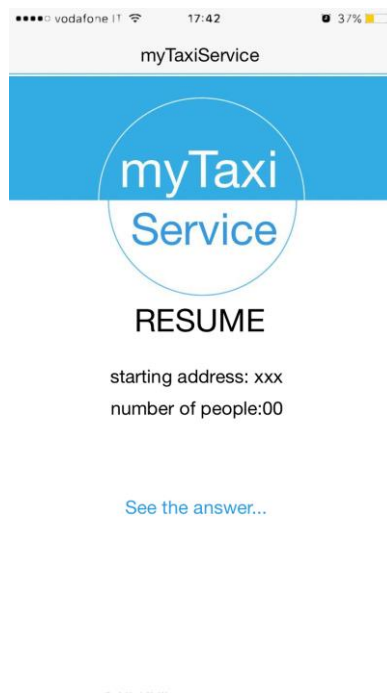 vodafone IT 17:42 37%
myTaxiService
myTaxi
Service
RESUME
starting address: xxx
number of people:00
See the answer...